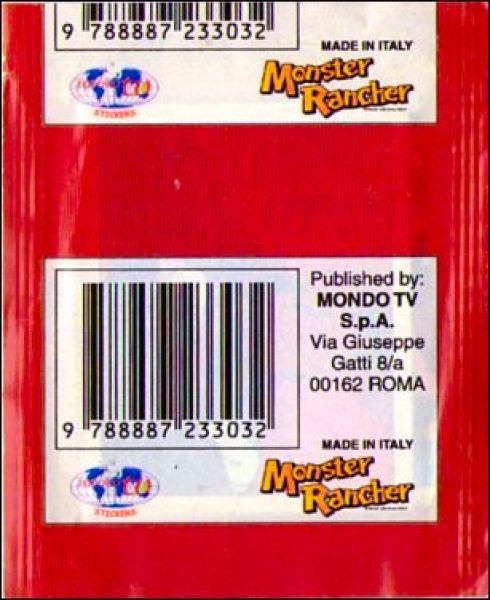 9 788887 233032
MADE IN ITALY
STICKERS
Monster
Rancher
Published by:
MONDO TV
S.p.A.
Via Giuseppe
Gatti 8/a
00162 ROMA
9 788887 233032
MADE IN ITALY
STICKERS
Monster
Rancher